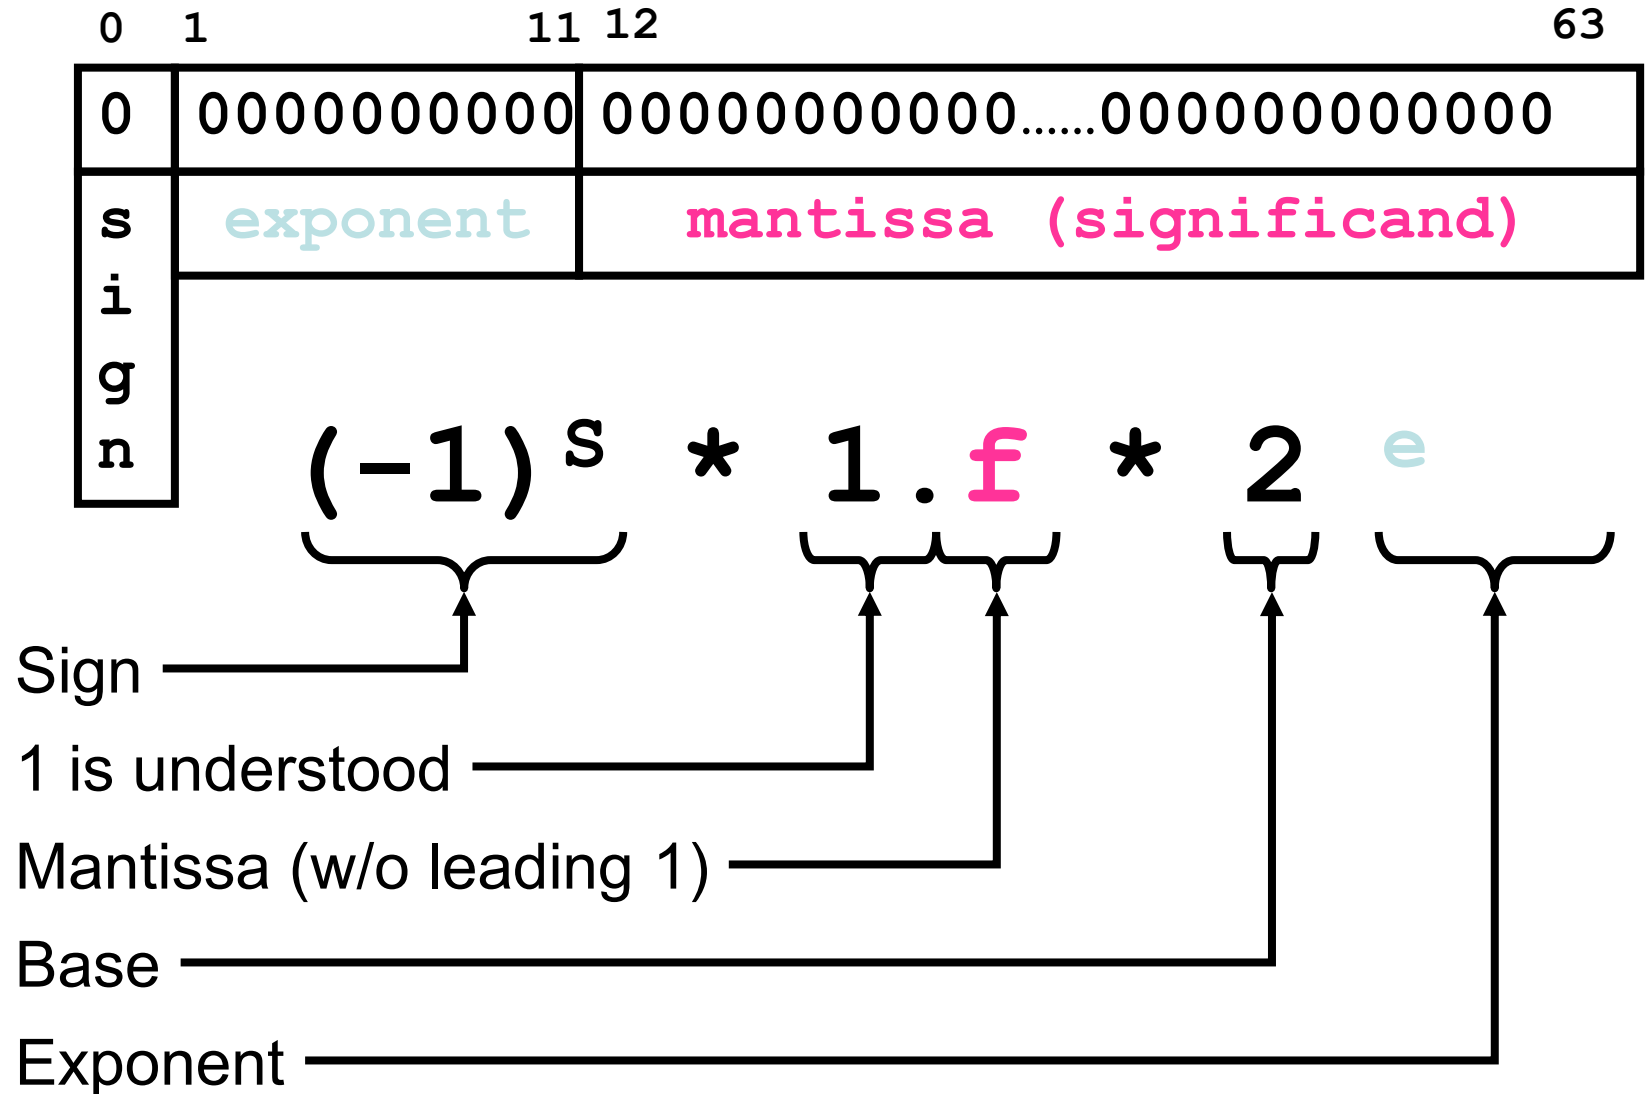 0 1 11 12 63
0 0000000000 00000000000......000000000000
sign exponent mantissa (significand)
(-1)S * 1.f * 2 e
Sign
1 is understood
Mantissa (w/o leading 1)
Base
Exponent